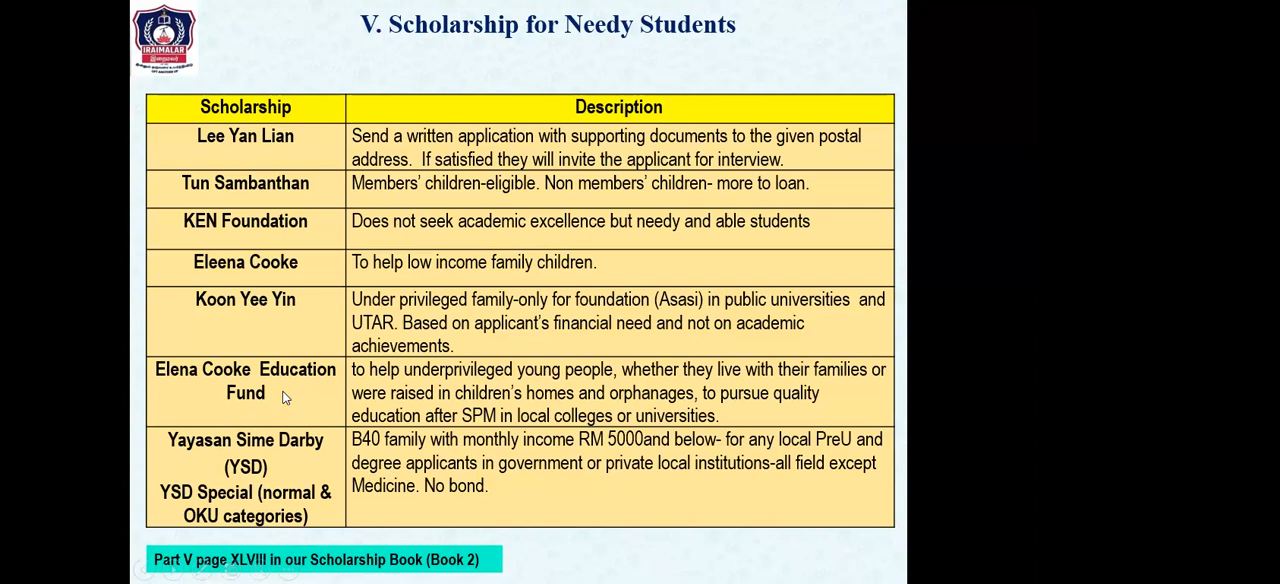 V. Scholarship for Needy Students
IRAIMALAR
இறைமலர்
Scholarship
Description
Lee Yan Lian
Send a written application with supporting documents to the given postal
address.  If satisfied they will invite the applicant for interview.
Tun Sambanthan
Members’ children-eligible. Non members’ children- more to loan.
KEN Foundation
Does not seek academic excellence but needy and able students
Eleena Cooke
To help low income family children.
Koon Yee Yin
Under privileged family-only for foundation (Asasi) in public universities  and
UTAR. Based on applicant’s financial need and not on academic
achievements.
Elena Cooke  Education
Fund
to help underprivileged young people, whether they live with their families or
were raised in children’s homes and orphanages, to pursue quality
education after SPM in local colleges or universities.
Yayasan Sime Darby
(YSD)
YSD Special (normal &
OKU categories)
B40 family with monthly income RM 5000and below- for any local PreU and
degree applicants in government or private local institutions-all field except
Medicine. No bond.
Part V page XLVIII in our Scholarship Book (Book 2)